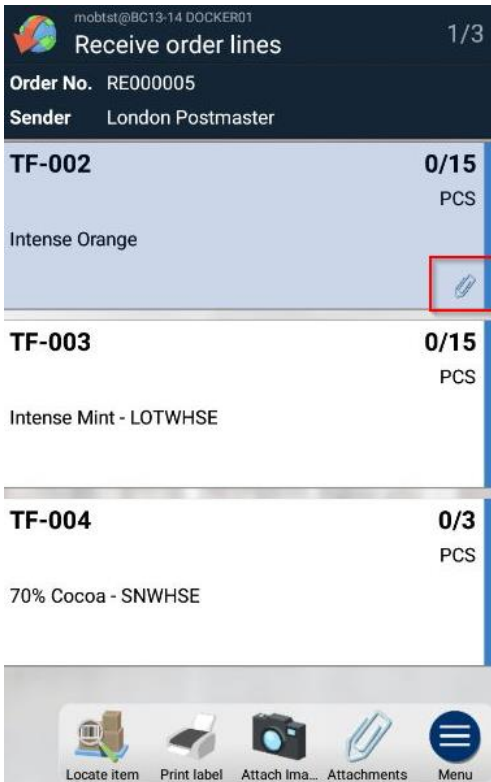 mobtst@BC13-14 DOCKER01
Receive order lines 1/3
Order No. RE000005
Sender London Postmaster
TF-002 0/15
PCS
Intense Orange
TF-003 0/15
PCS
Intense Mint - LOTWHSE
TF-004 0/3
PCS
70% Cocoa - SNWHSE
Locate item Print label Attach Ima... Attachments Menu